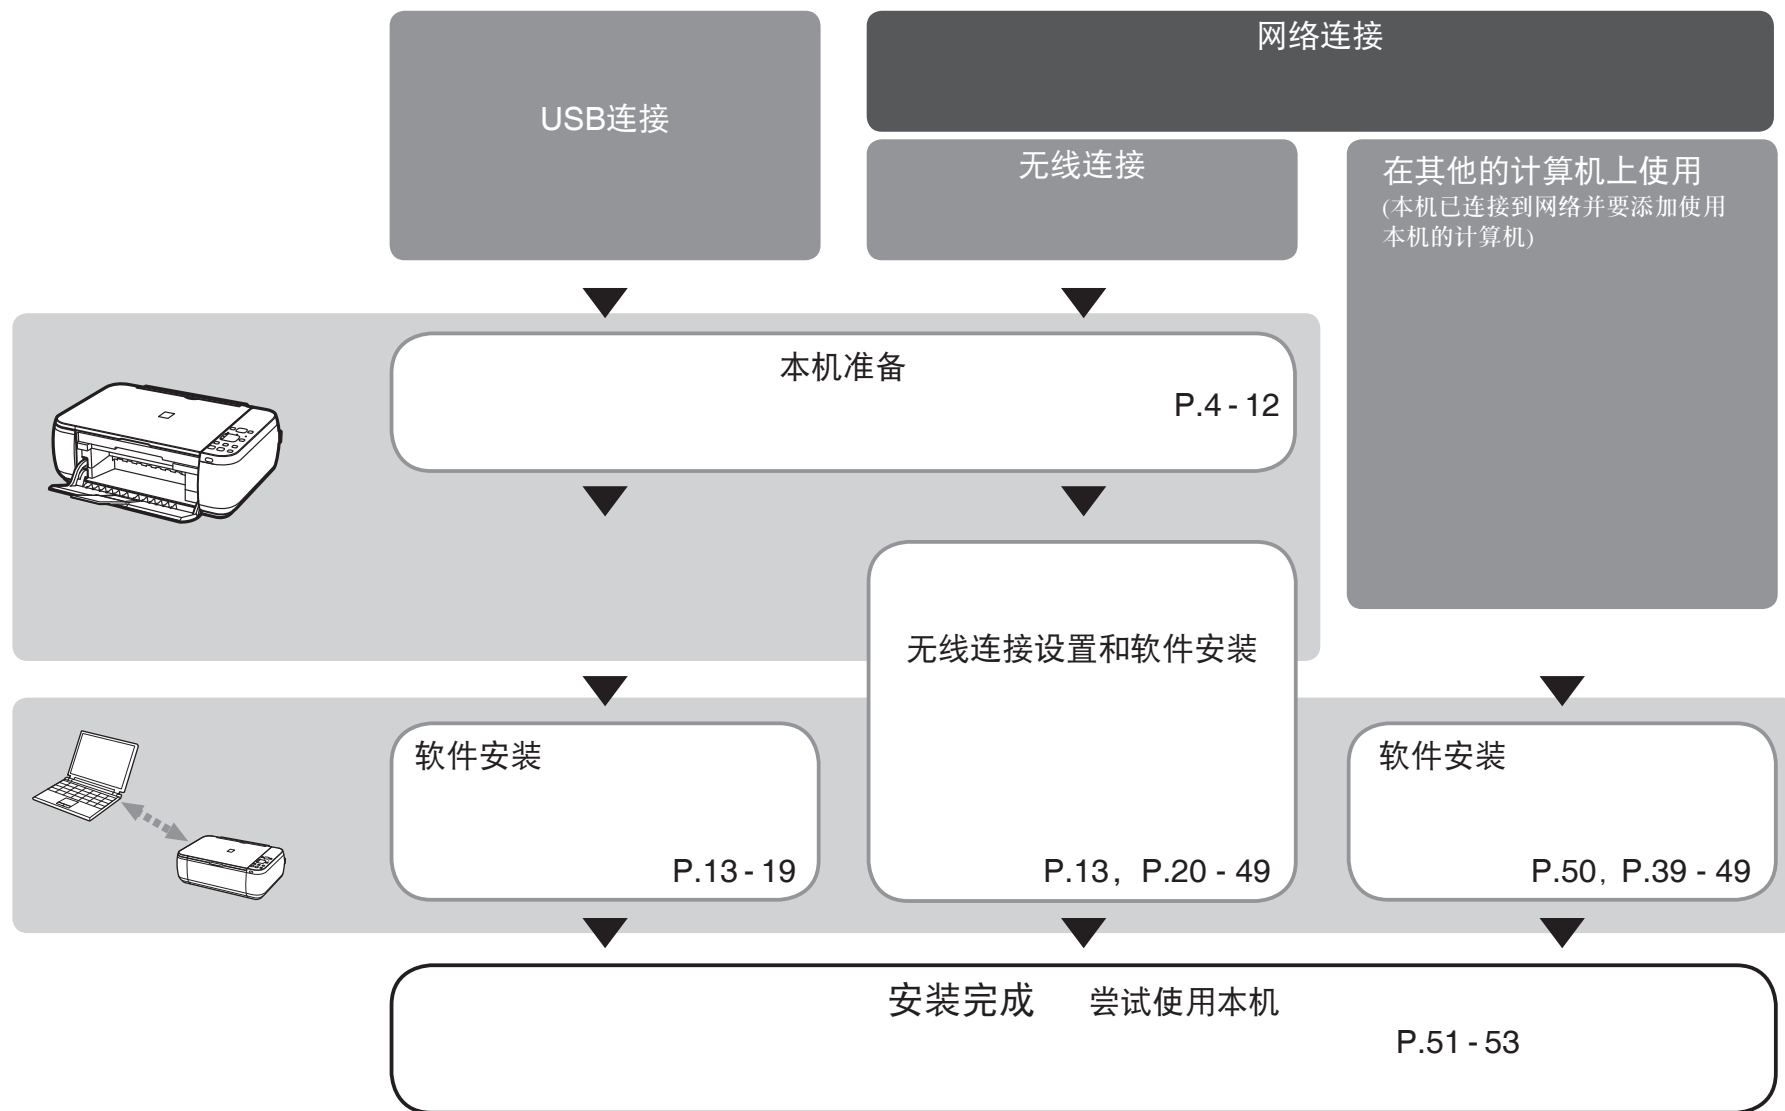 USB连接
网络连接
无线连接
在其他的计算机上使用
(本机已连接到网络并要添加使用
本机的计算机)
本机准备
P.4 - 12
无线连接设置和软件安装
P.13，P.20 - 49
软件安装
P.13 - 19
软件安装
P.50, P.39 - 49
安装完成 尝试使用本机
P.51 - 53